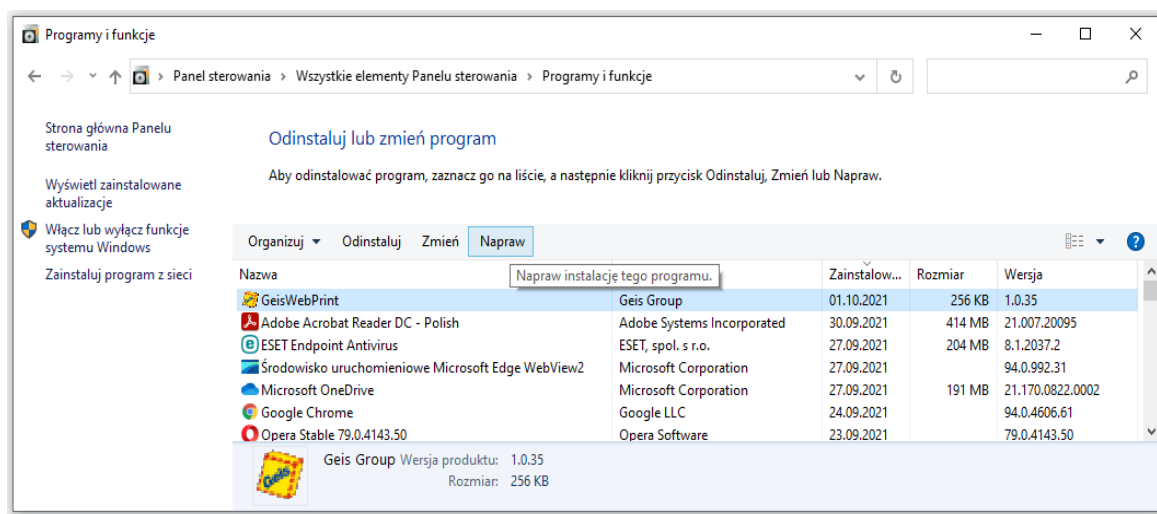 Programy i funkcje
Panel sterowania > Wszystkie elementy Panelu sterowania > Programy i funkcje
Strona główna Panelu
sterowania
Wyświetl zainstalowane
aktualizacje
Włącz lub wyłącz funkcje
systemu Windows
Zainstaluj program z sieci
Odinstaluj lub zmień program
Aby odinstalować program, zaznacz go na liście, a następnie kliknij przycisk Odinstaluj, Zmień lub Napraw.
Organizuj Odinstaluj Zmień Napraw
Nazwa Zainstalow... Rozmiar Wersja
Napraw instalację tego programu.
GeisWebPrint Geis Group 01.10.2021 256 KB 1.0.35
Adobe Acrobat Reader DC - Polish Adobe Systems Incorporated 30.09.2021 414 MB 21.007.20095
ESET Endpoint Antivirus ESET, spol. s r.o. 27.09.2021 204 MB 8.1.2037.2
Środowisko uruchomieniowe Microsoft Edge WebView2 Microsoft Corporation 27.09.2021 94.0.992.31
Microsoft OneDrive Microsoft Corporation 27.09.2021 191 MB 21.170.0822.0002
Google Chrome Google LLC 24.09.2021 94.0.4606.61
Opera Stable 79.0.4143.50 Opera Software 23.09.2021 79.0.4143.50
Geis
Geis Group Wersja produktu: 1.0.35
Rozmiar: 256 KB